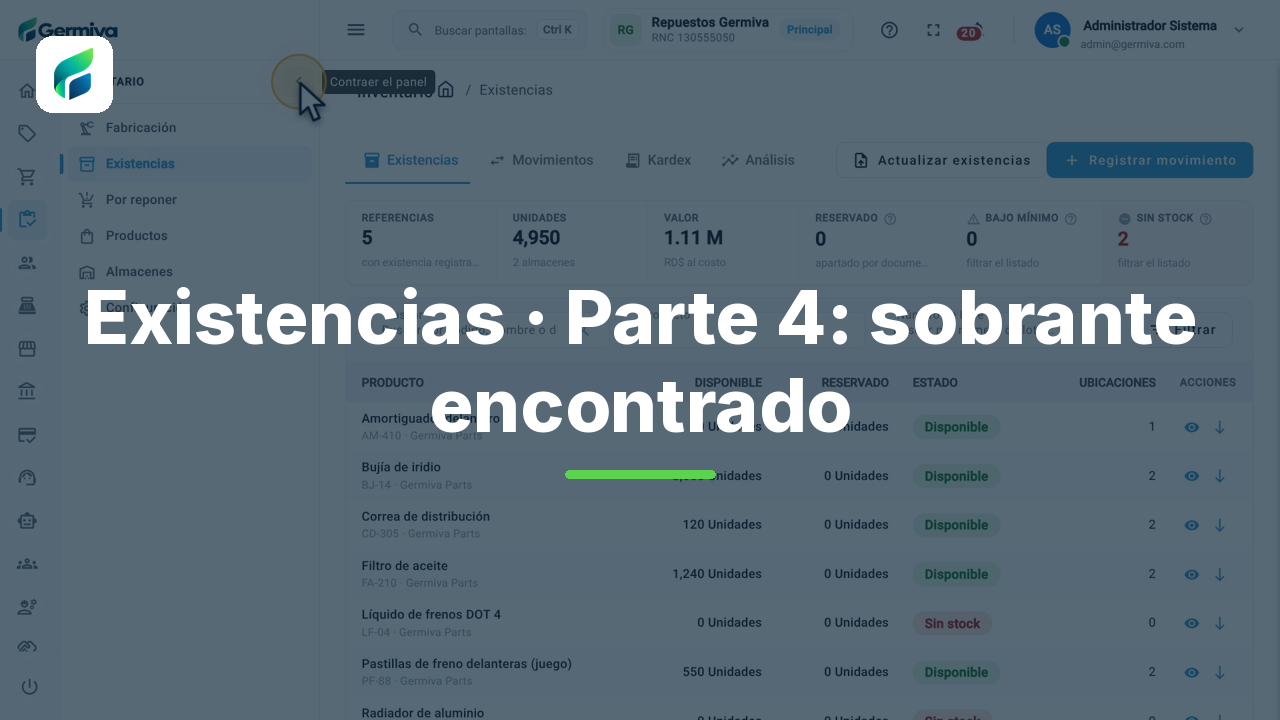 Germiva
Buscar pantallas:
Ctrl K
RG
Repuestos Germiva
RNC 130555050
Principal
20
AS
Administrador Sistema
admin@germiva.com
Contraer el panel
Inventario / Existencias
Fabricación
Existencias
Por reponer
Productos
Almacenes
Existencias
Movimientos
Kardex
Análisis
Actualizar existencias
+ Registrar movimiento
REFERENCIAS
5
con existencia registra...
UNIDADES
4,950
2 almacenes
VALOR
1.11 M
RD$ al costo
RESERVADO
0
apartado por docume...
BAJO MÍNIMO
0
filtrar el listado
SIN STOCK
2
filtrar el listado
Existencias · Parte 4: sobrante
encontrado
Filtrar
PRODUCTO DISPONIBLE RESERVADO ESTADO UBICACIONES ACCIONES
Amortiguador delantero
AM-410 · Germiva Parts
Disponible 1
Bujía de iridio
BJ-14 · Germiva Parts
Unidades 0 Unidades Disponible 2
Correa de distribución
CD-305 · Germiva Parts
120 Unidades 0 Unidades Disponible 2
Filtro de aceite
FA-210 · Germiva Parts
1,240 Unidades 0 Unidades Disponible 2
Líquido de frenos DOT 4
LF-04 · Germiva Parts
0 Unidades 0 Unidades Sin stock 0
Pastillas de freno delanteras (juego)
PF-88 · Germiva Parts
550 Unidades 0 Unidades Disponible 2
Radiador de aluminio